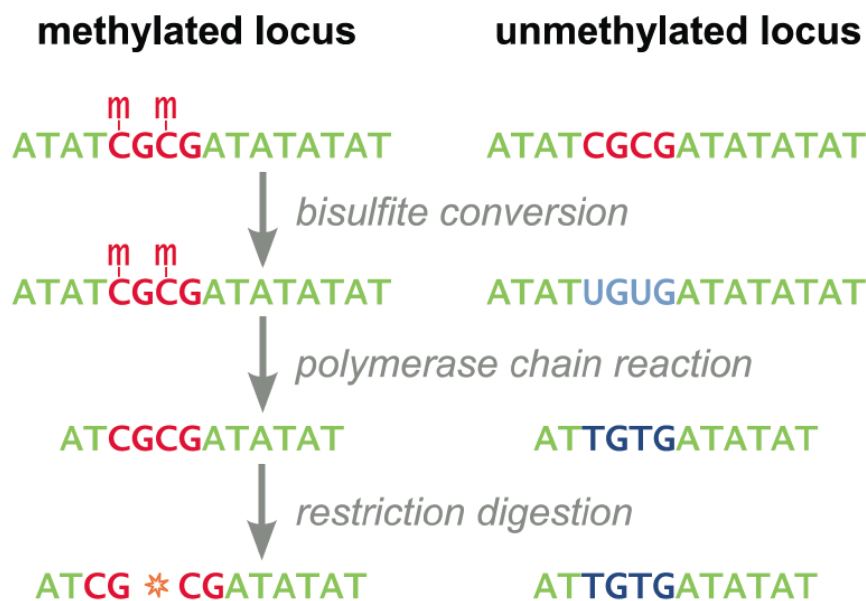 methylated locus unmethylated locus
m m
ATATCGCGATATATAT ATATCGCGATATATAT
bisulfite conversion
m m
ATATCGCGATATATAT ATATUGUGATATATAT
polymerase chain reaction
ATCGCGATATAT ATTGTGATATAT
restriction digestion
ATCG CGATATAT ATTGTGATATAT